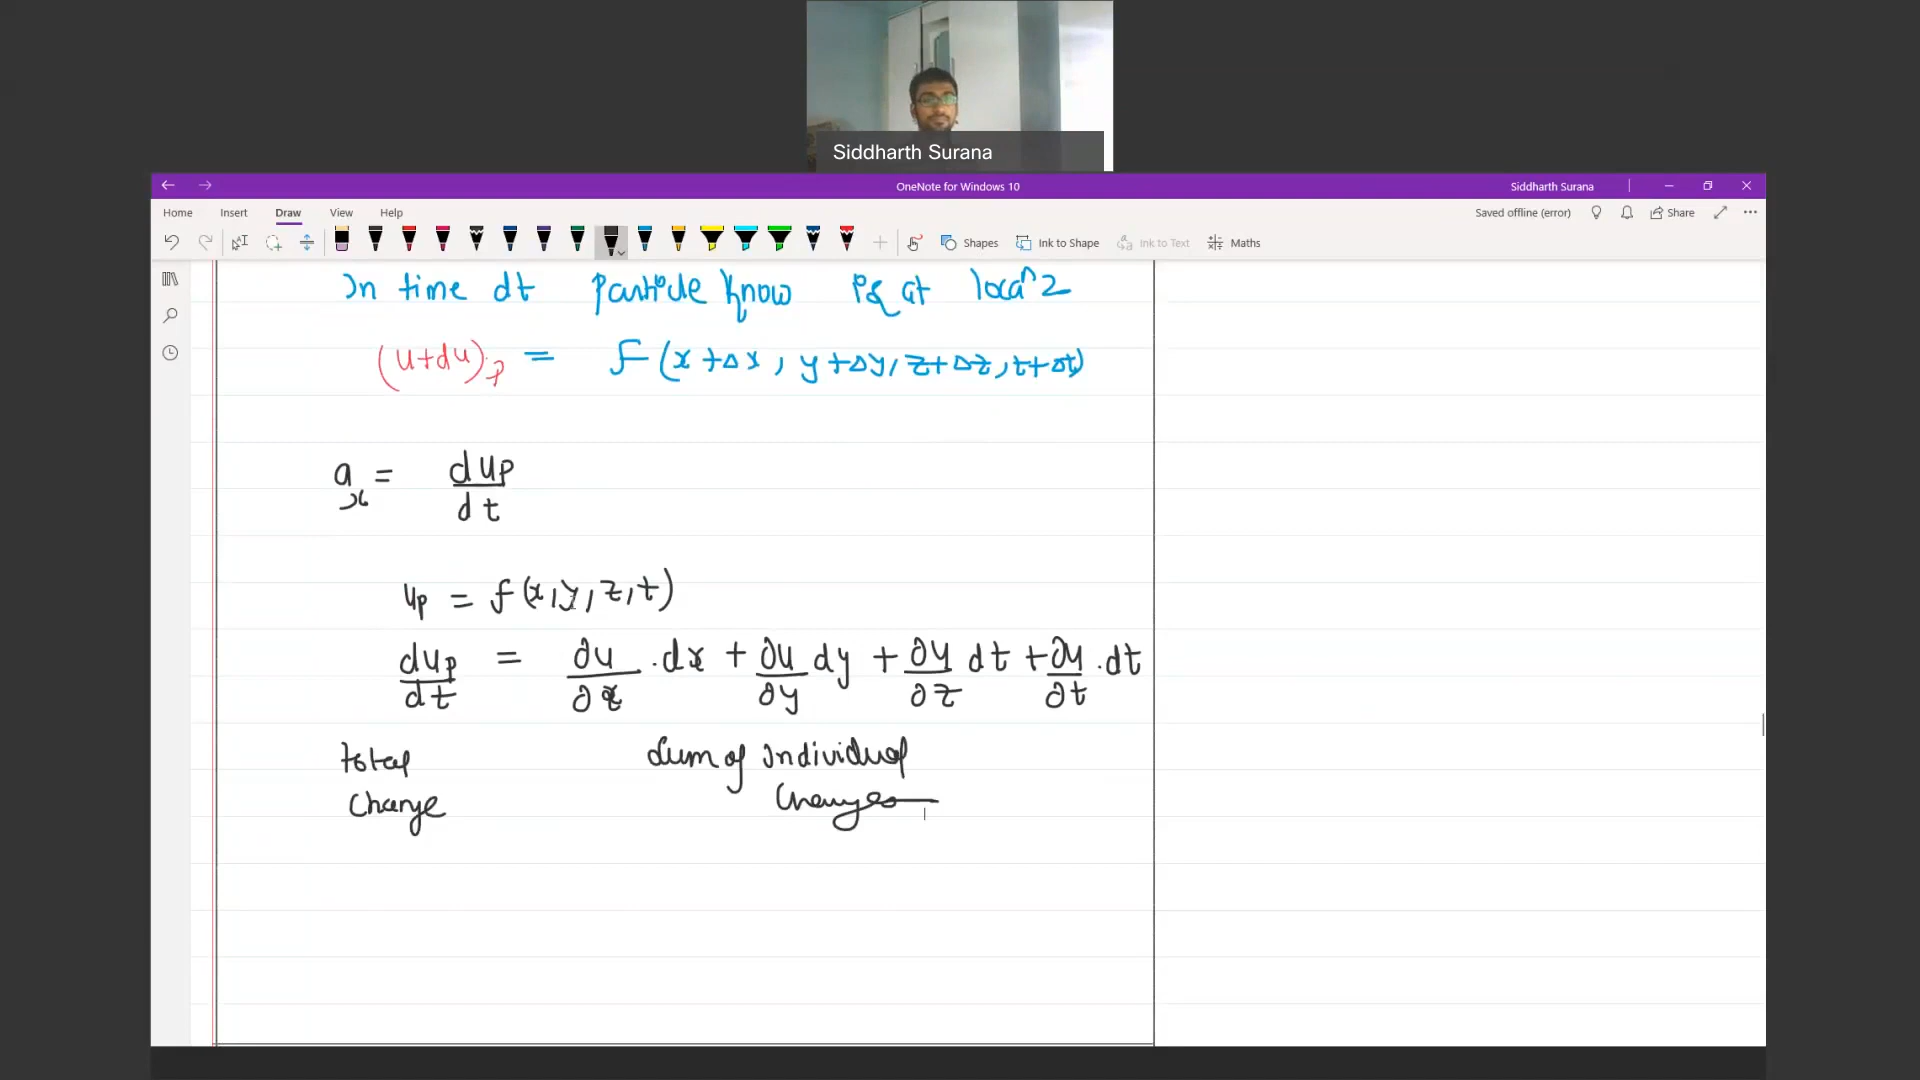 Siddharth Surana
OneNote for Windows 10
Siddharth Surana
Home Insert Draw View Help
Saved offline (error)
Share
Shapes Ink to Shape Ink to Text Maths
In time dt particle know is at locaⁿ 2
(u+du)p = f(x+Δx, y+Δy, z+Δz, t+Δt)
aₓ = dup/dt
up = f(x, y, z, t)
dup/dt = ∂u/∂x . dx + ∂u/∂y dy + ∂u/∂z dt + ∂u/∂t . dt
total Sum of individual
Change Changes